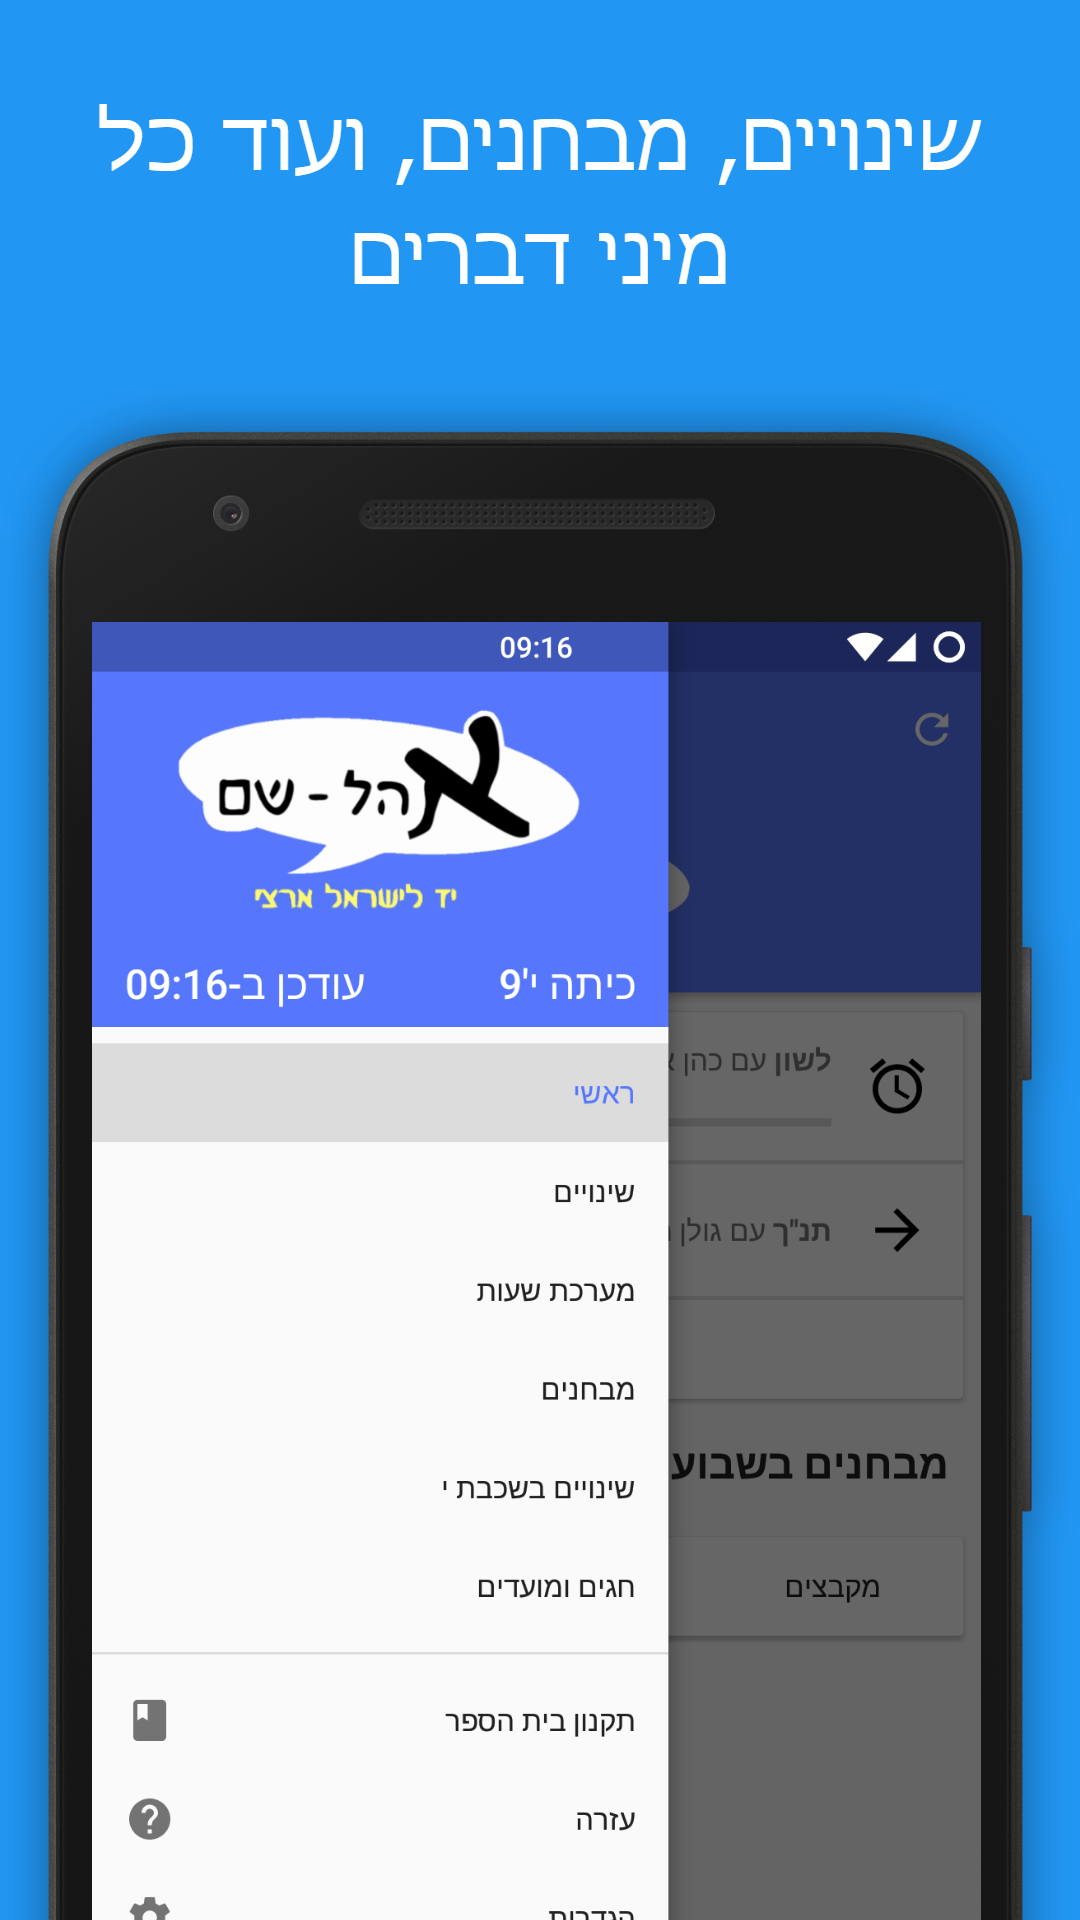 שינויים, מבחנים, ועוד כל
מיני דברים
09:16
אהל - שם
יד לישראל ארצי
כיתה י'9
עודכן ב-09:16
ראשי
שינויים
מערכת שעות
מבחנים
שינויים בשכבת י
חגים ומועדים
תקנון בית הספר
עזרה
הגדרות
לשון עם כהן
תנ"ך עם גולן
מבחנים בשבוע
מקבצים